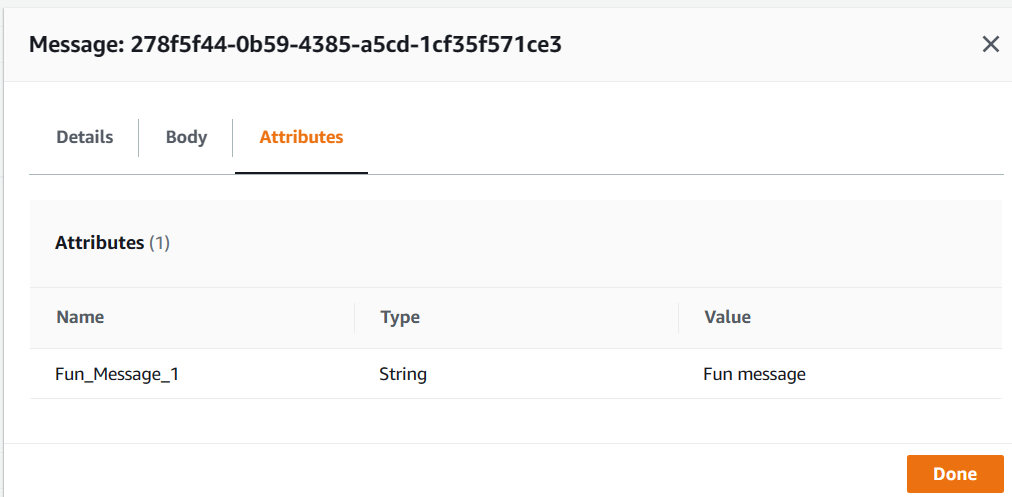 Message: 278f5f44-0b59-4385-a5cd-1cf35f571ce3
Details Body Attributes
Attributes (1)
Name Type Value
Fun_Message_1 String Fun message
Done